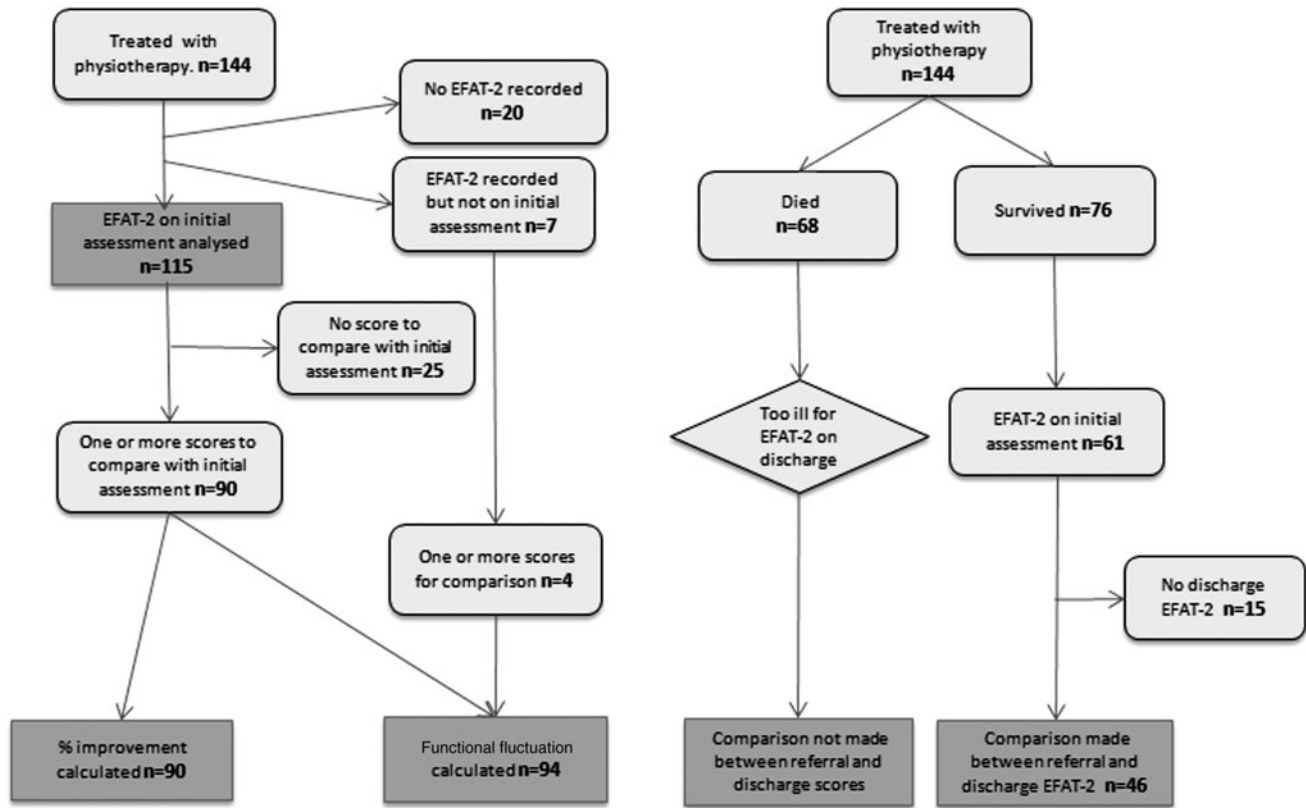 Treated with
physiotherapy. n=144
No EFAT-2 recorded
n=20
EFAT-2 recorded
but not on initial
assessment n=7
EFAT-2 on initial
assessment analysed
n=115
No score to
compare with initial
assessment n=25
One or more scores to
compare with initial
assessment n=90
One or more scores
for comparison n=4
% improvement
calculated n=90
Functional fluctuation
calculated n=94
Treated with
physiotherapy
n=144
Died
n=68
Survived n=76
Too ill for
EFAT-2 on
discharge
EFAT-2 on initial
assessment n=61
No discharge
EFAT-2 n=15
Comparison not made
between referral and
discharge scores
Comparison made
between referral and
discharge EFAT-2 n=46